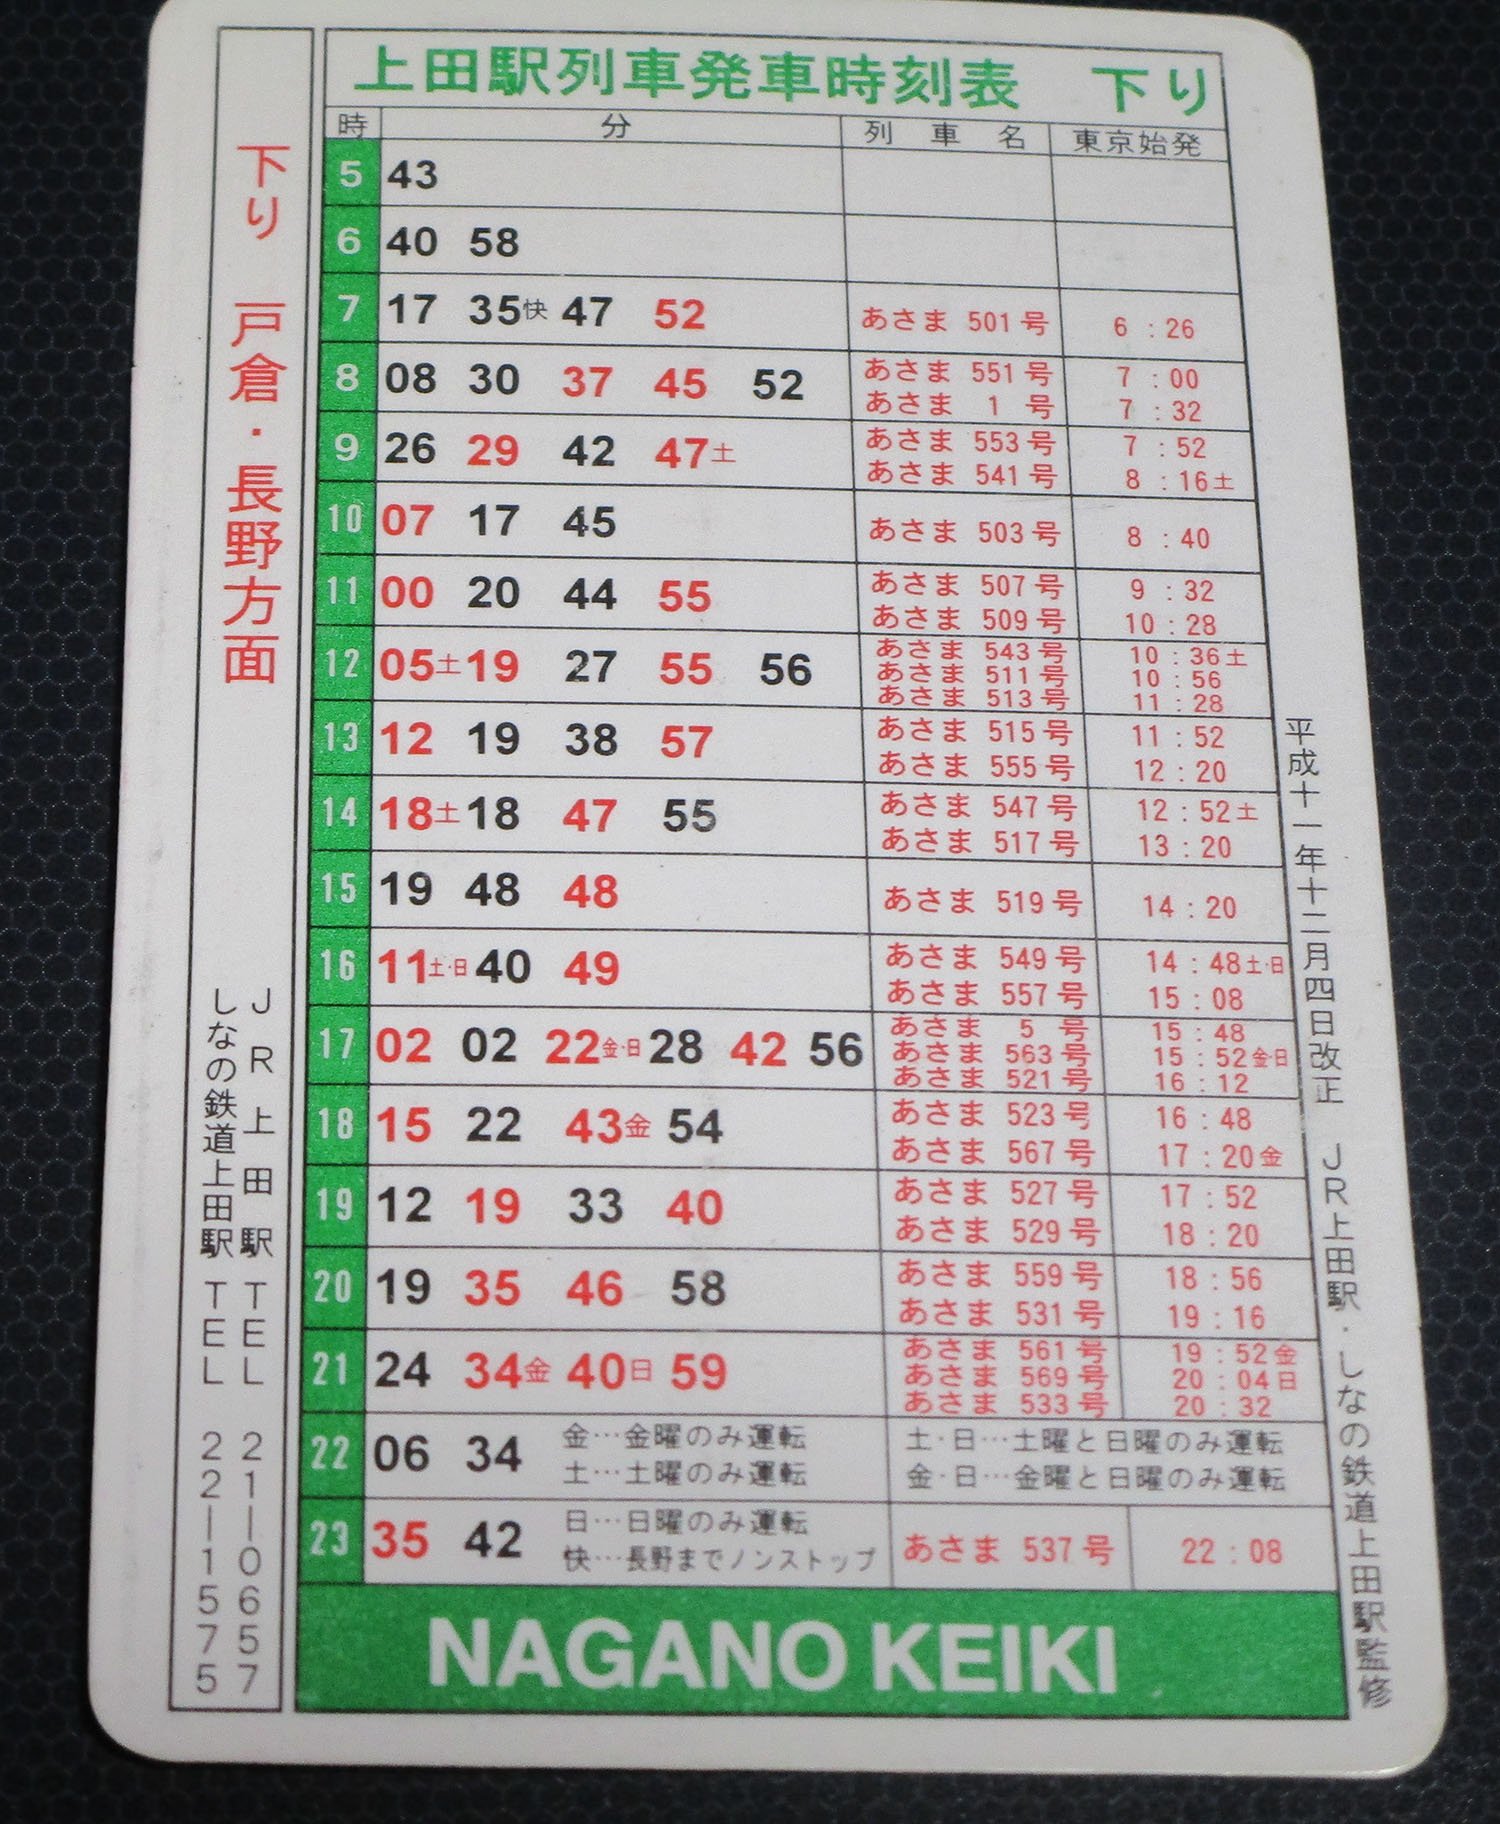 上田駅列車発車時刻表　下り
時 分 列車名 東京始発
5 43
6 40 58
7 17 35快 47 52 あさま 501号 6:26
8 08 30 37 45 52 あさま 551号 7:00
あさま 1号 7:32
9 26 29 42 47土 あさま 553号 7:52
あさま 541号 8:16土
10 07 17 45 あさま 503号 8:40
11 00 20 44 55 あさま 507号 9:32
あさま 509号 10:28
12 05土 19 27 55 56 あさま 543号 10:36土
あさま 511号 10:56
あさま 513号 11:28
13 12 19 38 57 あさま 515号 11:52
あさま 555号 12:20
14 18土 18 47 55 あさま 547号 12:52土
あさま 517号 13:20
15 19 48 48 あさま 519号 14:20
16 11土·日 40 49 あさま 549号 14:48土·日
あさま 557号 15:08
17 02 02 22金·日 28 42 56 あさま 5号 15:48
あさま 563号 15:52金·日
あさま 521号 16:12
18 15 22 43金 54 あさま 523号 16:48
あさま 567号 17:20金
19 12 19 33 40 あさま 527号 17:52
あさま 529号 18:20
20 19 35 46 58 あさま 559号 18:56
あさま 531号 19:16
21 24 34金 40日 59 あさま 561号 19:52金
あさま 569号 20:04日
あさま 533号 20:32
22 06 34 金…金曜のみ運転 土·日…土曜と日曜のみ運転
土…土曜のみ運転 金·日…金曜と日曜のみ運転
23 35 42 日…日曜のみ運転 あさま 537号 22:08
快…長野までノンストップ
NAGANO KEIKI
下り　戸倉・長野方面
JR上田駅 TEL 21—0657
しなの鉄道上田駅 TEL 22—1575
平成十一年十二月四日改正　JR上田駅・しなの鉄道上田駅監修